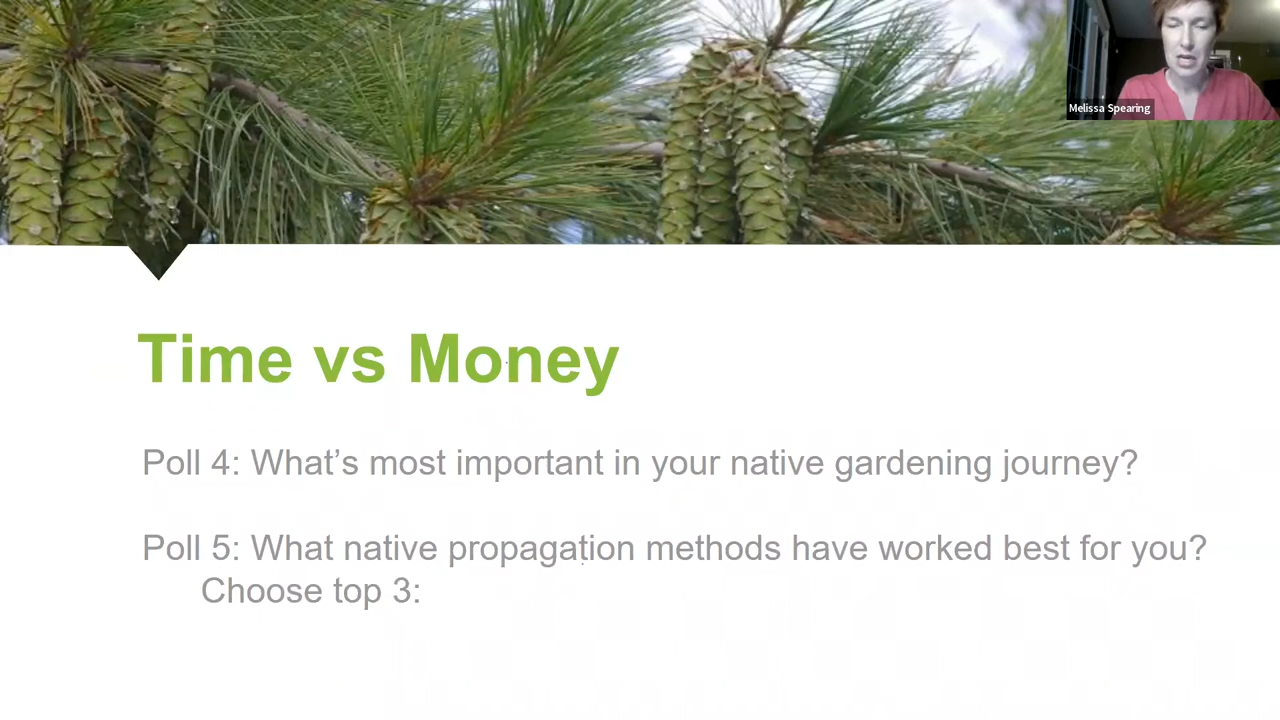 Melissa Spearing
Time vs Money
Poll 4: What’s most important in your native gardening journey?
Poll 5: What native propagation methods have worked best for you?
Choose top 3: